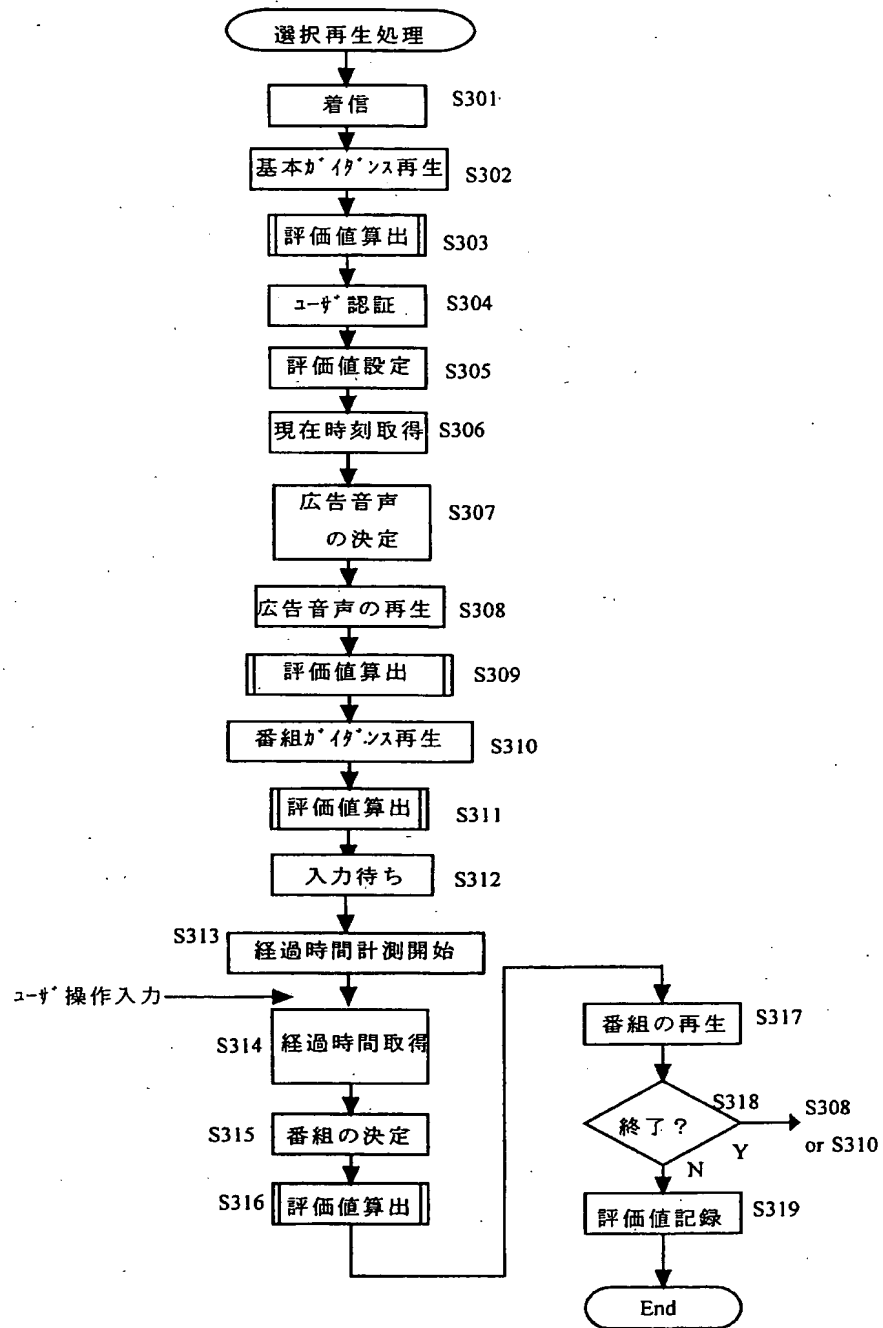 選択再生処理
着信
S301
基本ｶﾞｲﾀﾞﾝｽ再生
S302
評価値算出
S303
ﾕｰｻﾞ認証
S304
評価値設定
S305
現在時刻取得
S306
広告音声
の決定
S307
広告音声の再生
S308
評価値算出
S309
番組ｶﾞｲﾀﾞﾝｽ再生
S310
評価値算出
S311
入力待ち
S312
S313
経過時間計測開始
ﾕｰｻﾞ操作入力
S314
経過時間取得
S315
番組の決定
S316
評価値算出
番組の再生
S317
終了？
S318
Y
S308
or S310
N
評価値記録
S319
End